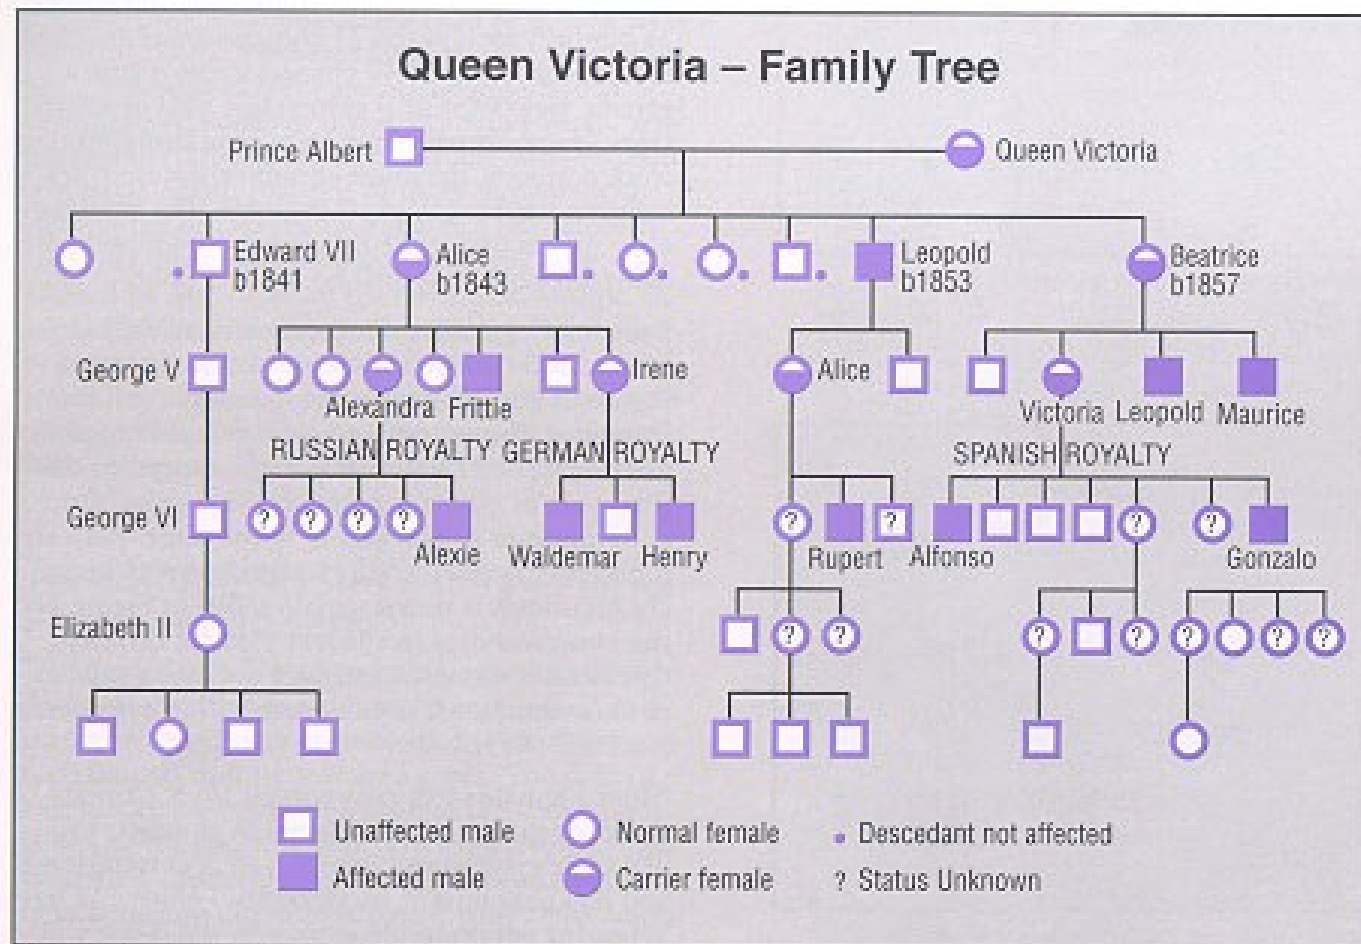 Queen Victoria – Family Tree
Prince Albert
Queen Victoria
Edward VII
b1841
Alice
b1843
Leopold
b1853
Beatrice
b1857
George V
Irene
Alice
Alexandra Frittie
Victoria Leopold Maurice
RUSSIAN ROYALTY GERMAN ROYALTY
SPANISH ROYALTY
George VI
? ? ? ?
? ? ? ?
Alexie
Waldemar Henry
Rupert Alfonso
Gonzalo
Elizabeth II
? ? ? ? ? ? ?
Unaffected male
Normal female
Descedant not affected
Affected male
Carrier female
? Status Unknown